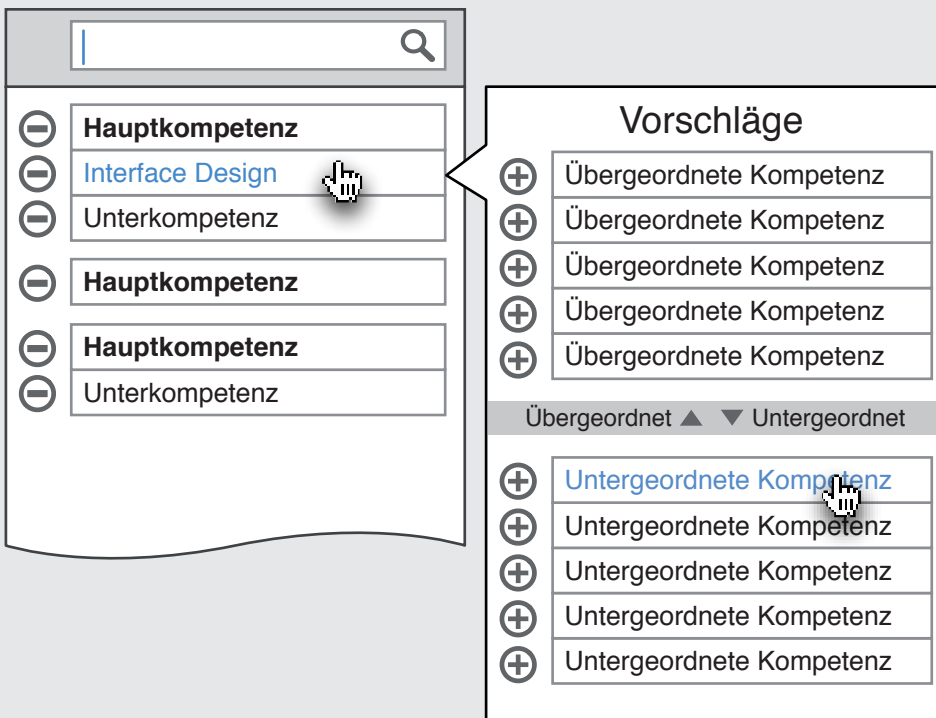 Hauptkompetenz
Interface Design
Unterkompetenz
Hauptkompetenz
Hauptkompetenz
Unterkompetenz
Vorschläge
Übergeordnete Kompetenz
Übergeordnete Kompetenz
Übergeordnete Kompetenz
Übergeordnete Kompetenz
Übergeordnete Kompetenz
Übergeordnet ▲ ▼ Untergeordnet
Untergeordnete Kompetenz
Untergeordnete Kompetenz
Untergeordnete Kompetenz
Untergeordnete Kompetenz
Untergeordnete Kompetenz